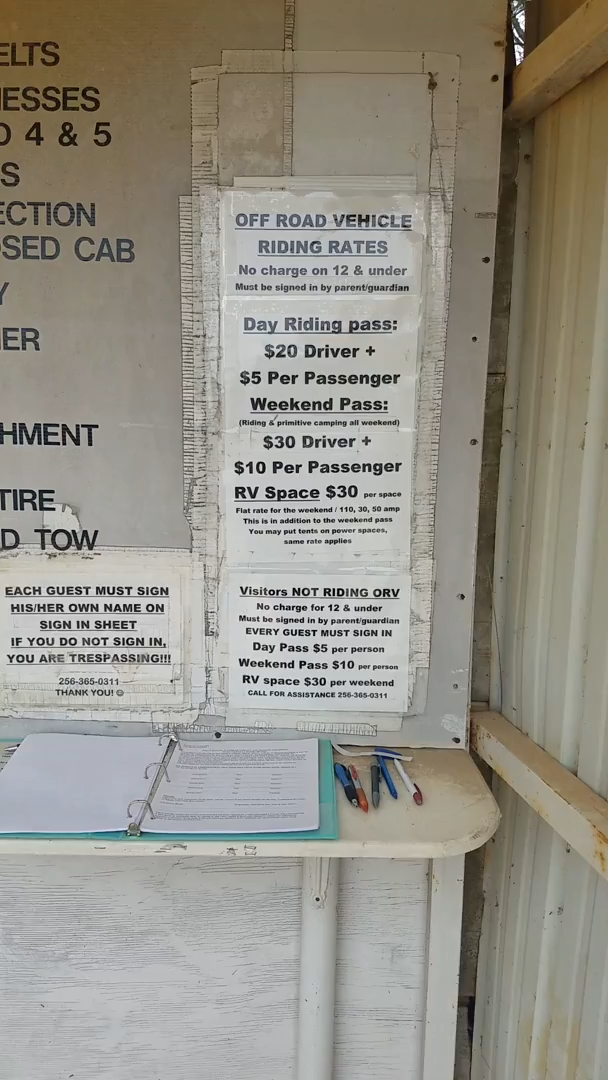 ELTS
ESSES
4 & 5
S
ECTION
OSED CAB
Y
ER
HMENT
TIRE
D TOW
EACH GUEST MUST SIGN
HIS/HER OWN NAME ON
SIGN IN SHEET
IF YOU DO NOT SIGN IN,
YOU ARE TRESPASSING!!!
256-365-0311
THANK YOU! ☺
OFF ROAD VEHICLE
RIDING RATES
No charge on 12 & under
Must be signed in by parent/guardian
Day Riding pass:
$20 Driver +
$5 Per Passenger
Weekend Pass:
(Riding & primitive camping all weekend)
$30 Driver +
$10 Per Passenger
RV Space $30 per space
Flat rate for the weekend / 110, 30, 50 amp
This is in addition to the weekend pass
You may put tents on power spaces,
same rate applies
Visitors NOT RIDING ORV
No charge for 12 & under
Must be signed in by parent/guardian
EVERY GUEST MUST SIGN IN
Day Pass $5 per person
Weekend Pass $10 per person
RV space $30 per weekend
CALL FOR ASSISTANCE 256-365-0311